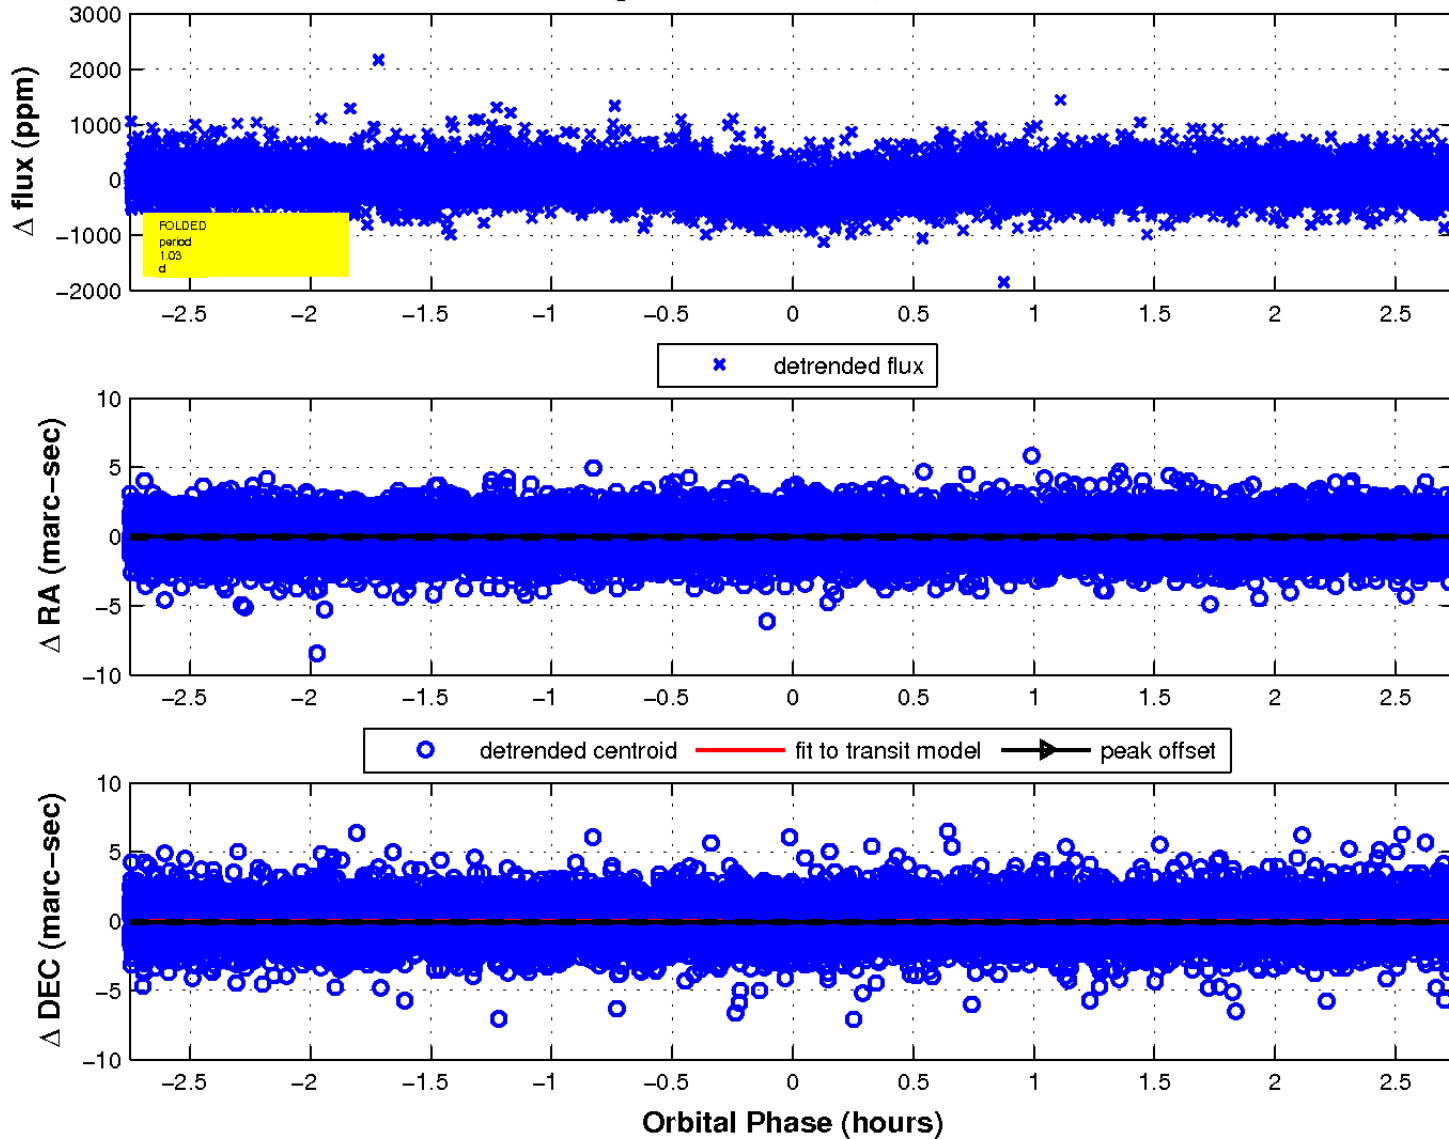 3000
2000
1000
0
−1000
−2000
Δ flux (ppm)
FOLDED
period
1.03
d
−2.5 −2 −1.5 −1 −0.5 0 0.5 1 1.5 2 2.5
detrended flux
10
5
0
−5
−10
Δ RA (marc−sec)
−2.5 −2 −1.5 −1 −0.5 0 0.5 1 1.5 2 2.5
detrended centroid fit to transit model peak offset
10
5
0
−5
−10
Δ DEC (marc−sec)
−2.5 −2 −1.5 −1 −0.5 0 0.5 1 1.5 2 2.5
Orbital Phase (hours)